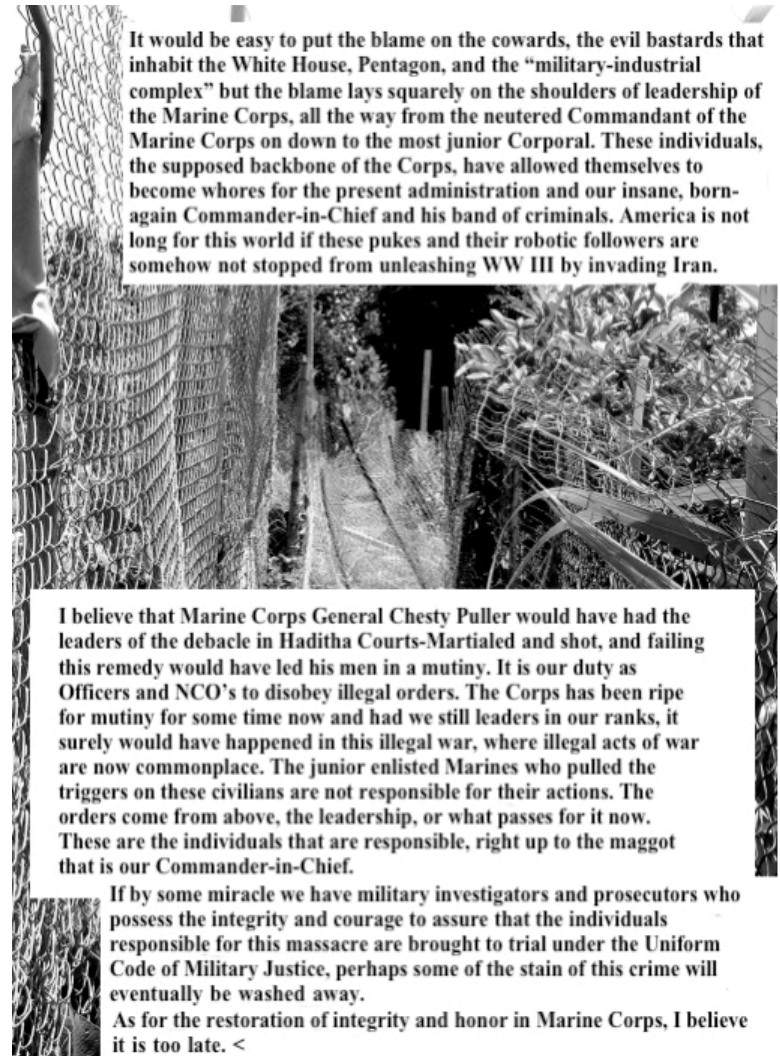 It would be easy to put the blame on the cowards, the evil bastards that
inhabit the White House, Pentagon, and the “military-industrial
complex” but the blame lays squarely on the shoulders of leadership of
the Marine Corps, all the way from the neutered Commandant of the
Marine Corps on down to the most junior Corporal. These individuals,
the supposed backbone of the Corps, have allowed themselves to
become whores for the present administration and our insane, born-
again Commander-in-Chief and his band of criminals. America is not
long for this world if these pukes and their robotic followers are
somehow not stopped from unleashing WW III by invading Iran.
I believe that Marine Corps General Chesty Puller would have had the
leaders of the debacle in Haditha Courts-Martialed and shot, and failing
this remedy would have led his men in a mutiny. It is our duty as
Officers and NCO’s to disobey illegal orders. The Corps has been ripe
for mutiny for some time now and had we still leaders in our ranks, it
surely would have happened in this illegal war, where illegal acts of war
are now commonplace. The junior enlisted Marines who pulled the
triggers on these civilians are not responsible for their actions. The
orders come from above, the leadership, or what passes for it now.
These are the individuals that are responsible, right up to the maggot
that is our Commander-in-Chief.
If by some miracle we have military investigators and prosecutors who
possess the integrity and courage to assure that the individuals
responsible for this massacre are brought to trial under the Uniform
Code of Military Justice, perhaps some of the stain of this crime will
eventually be washed away.
As for the restoration of integrity and honor in Marine Corps, I believe
it is too late. <